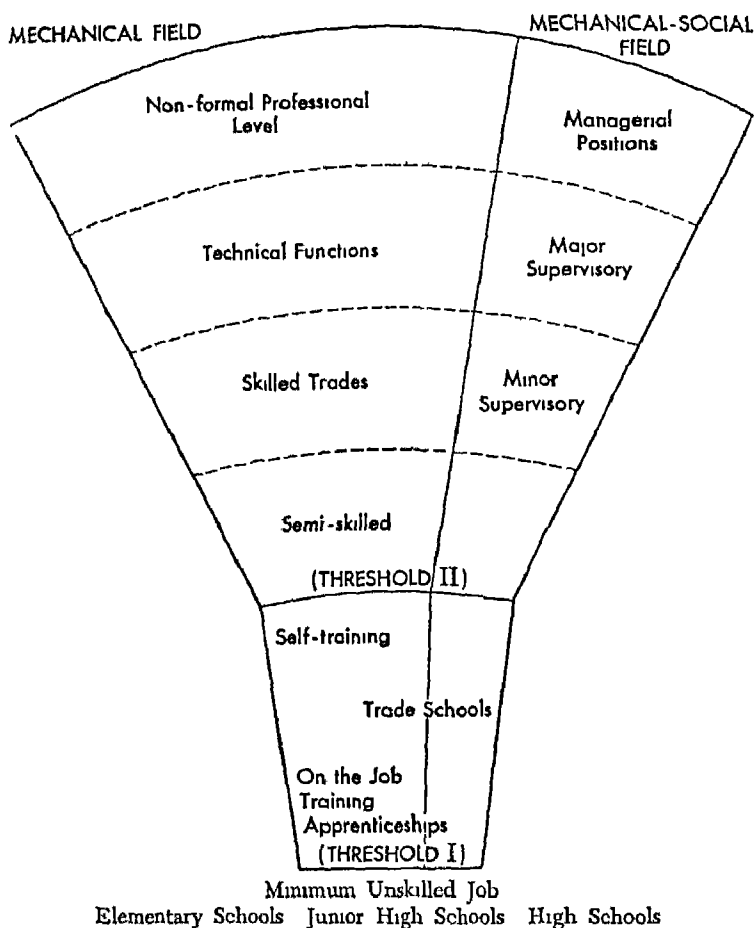 MECHANICAL FIELD
MECHANICAL-SOCIAL
FIELD
Non-formal Professional
Level
Managerial
Positions
Technical Functions
Major
Supervisory
Skilled Trades
Minor
Supervisory
Semi-skilled
(THRESHOLD II)
Self-training
Trade Schools
On the Job
Training
Apprenticeships
(THRESHOLD I)
Minimum Unskilled Job
Elementary Schools Junior High Schools High Schools